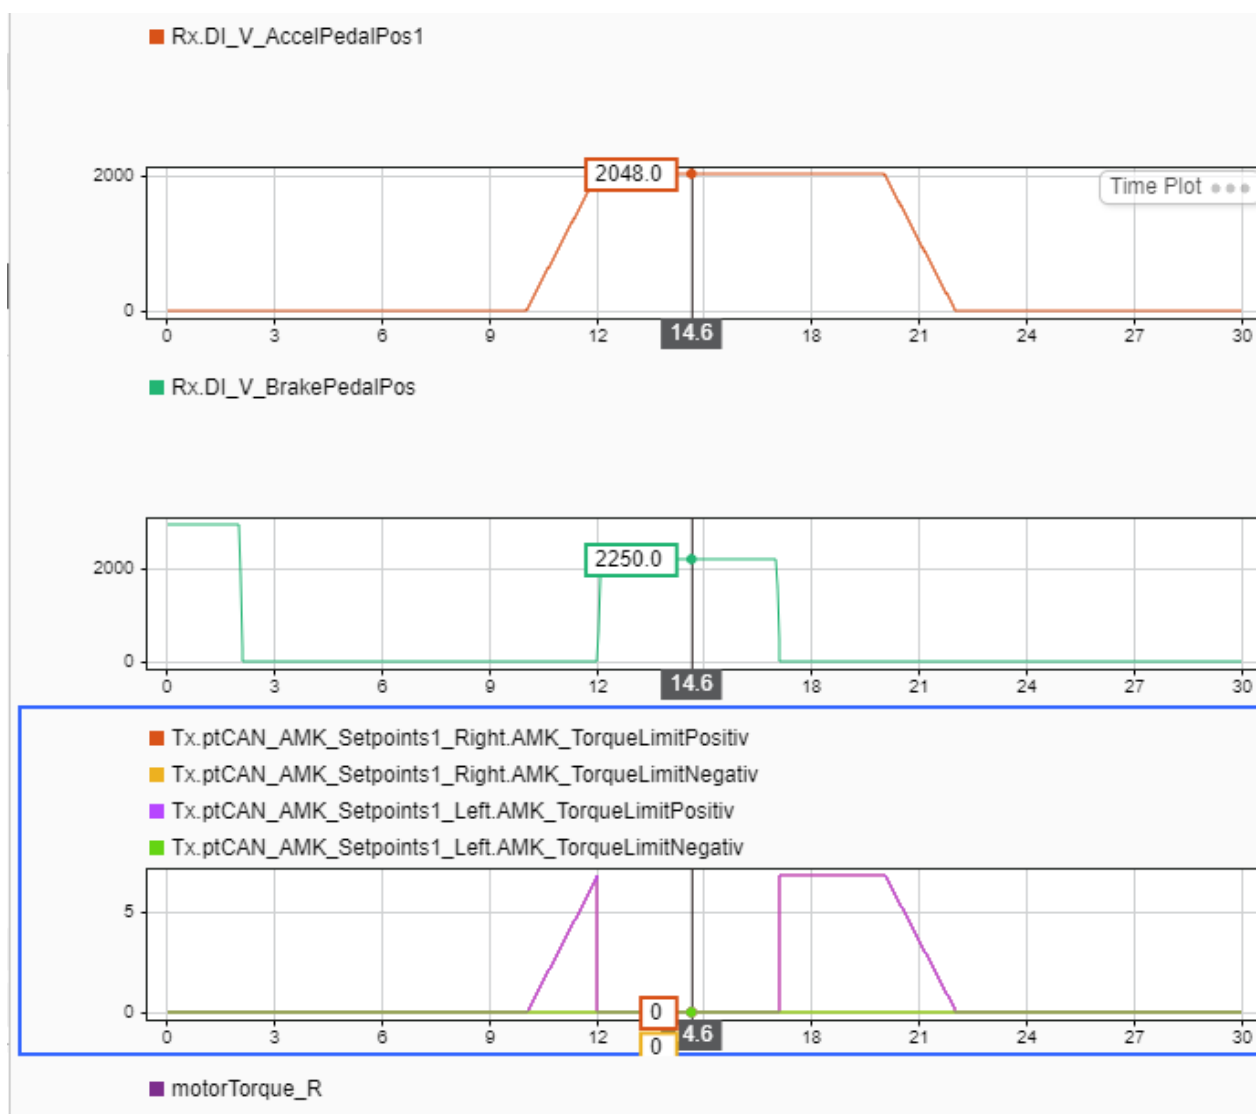 Rx.DI_V_AccelPedalPos1
2000
2048.0
Time Plot
0
0 3 6 9 12 14.6 18 21 24 27 30
Rx.DI_V_BrakePedalPos
2250.0
2000
0
0 3 6 9 12 14.6 18 21 24 27 30
Tx.ptCAN_AMK_Setpoints1_Right.AMK_TorqueLimitPositiv
Tx.ptCAN_AMK_Setpoints1_Right.AMK_TorqueLimitNegativ
Tx.ptCAN_AMK_Setpoints1_Left.AMK_TorqueLimitPositiv
Tx.ptCAN_AMK_Setpoints1_Left.AMK_TorqueLimitNegativ
5
0 0
0 3 6 9 12 0 4.6 18 21 24 27 30
motorTorque_R